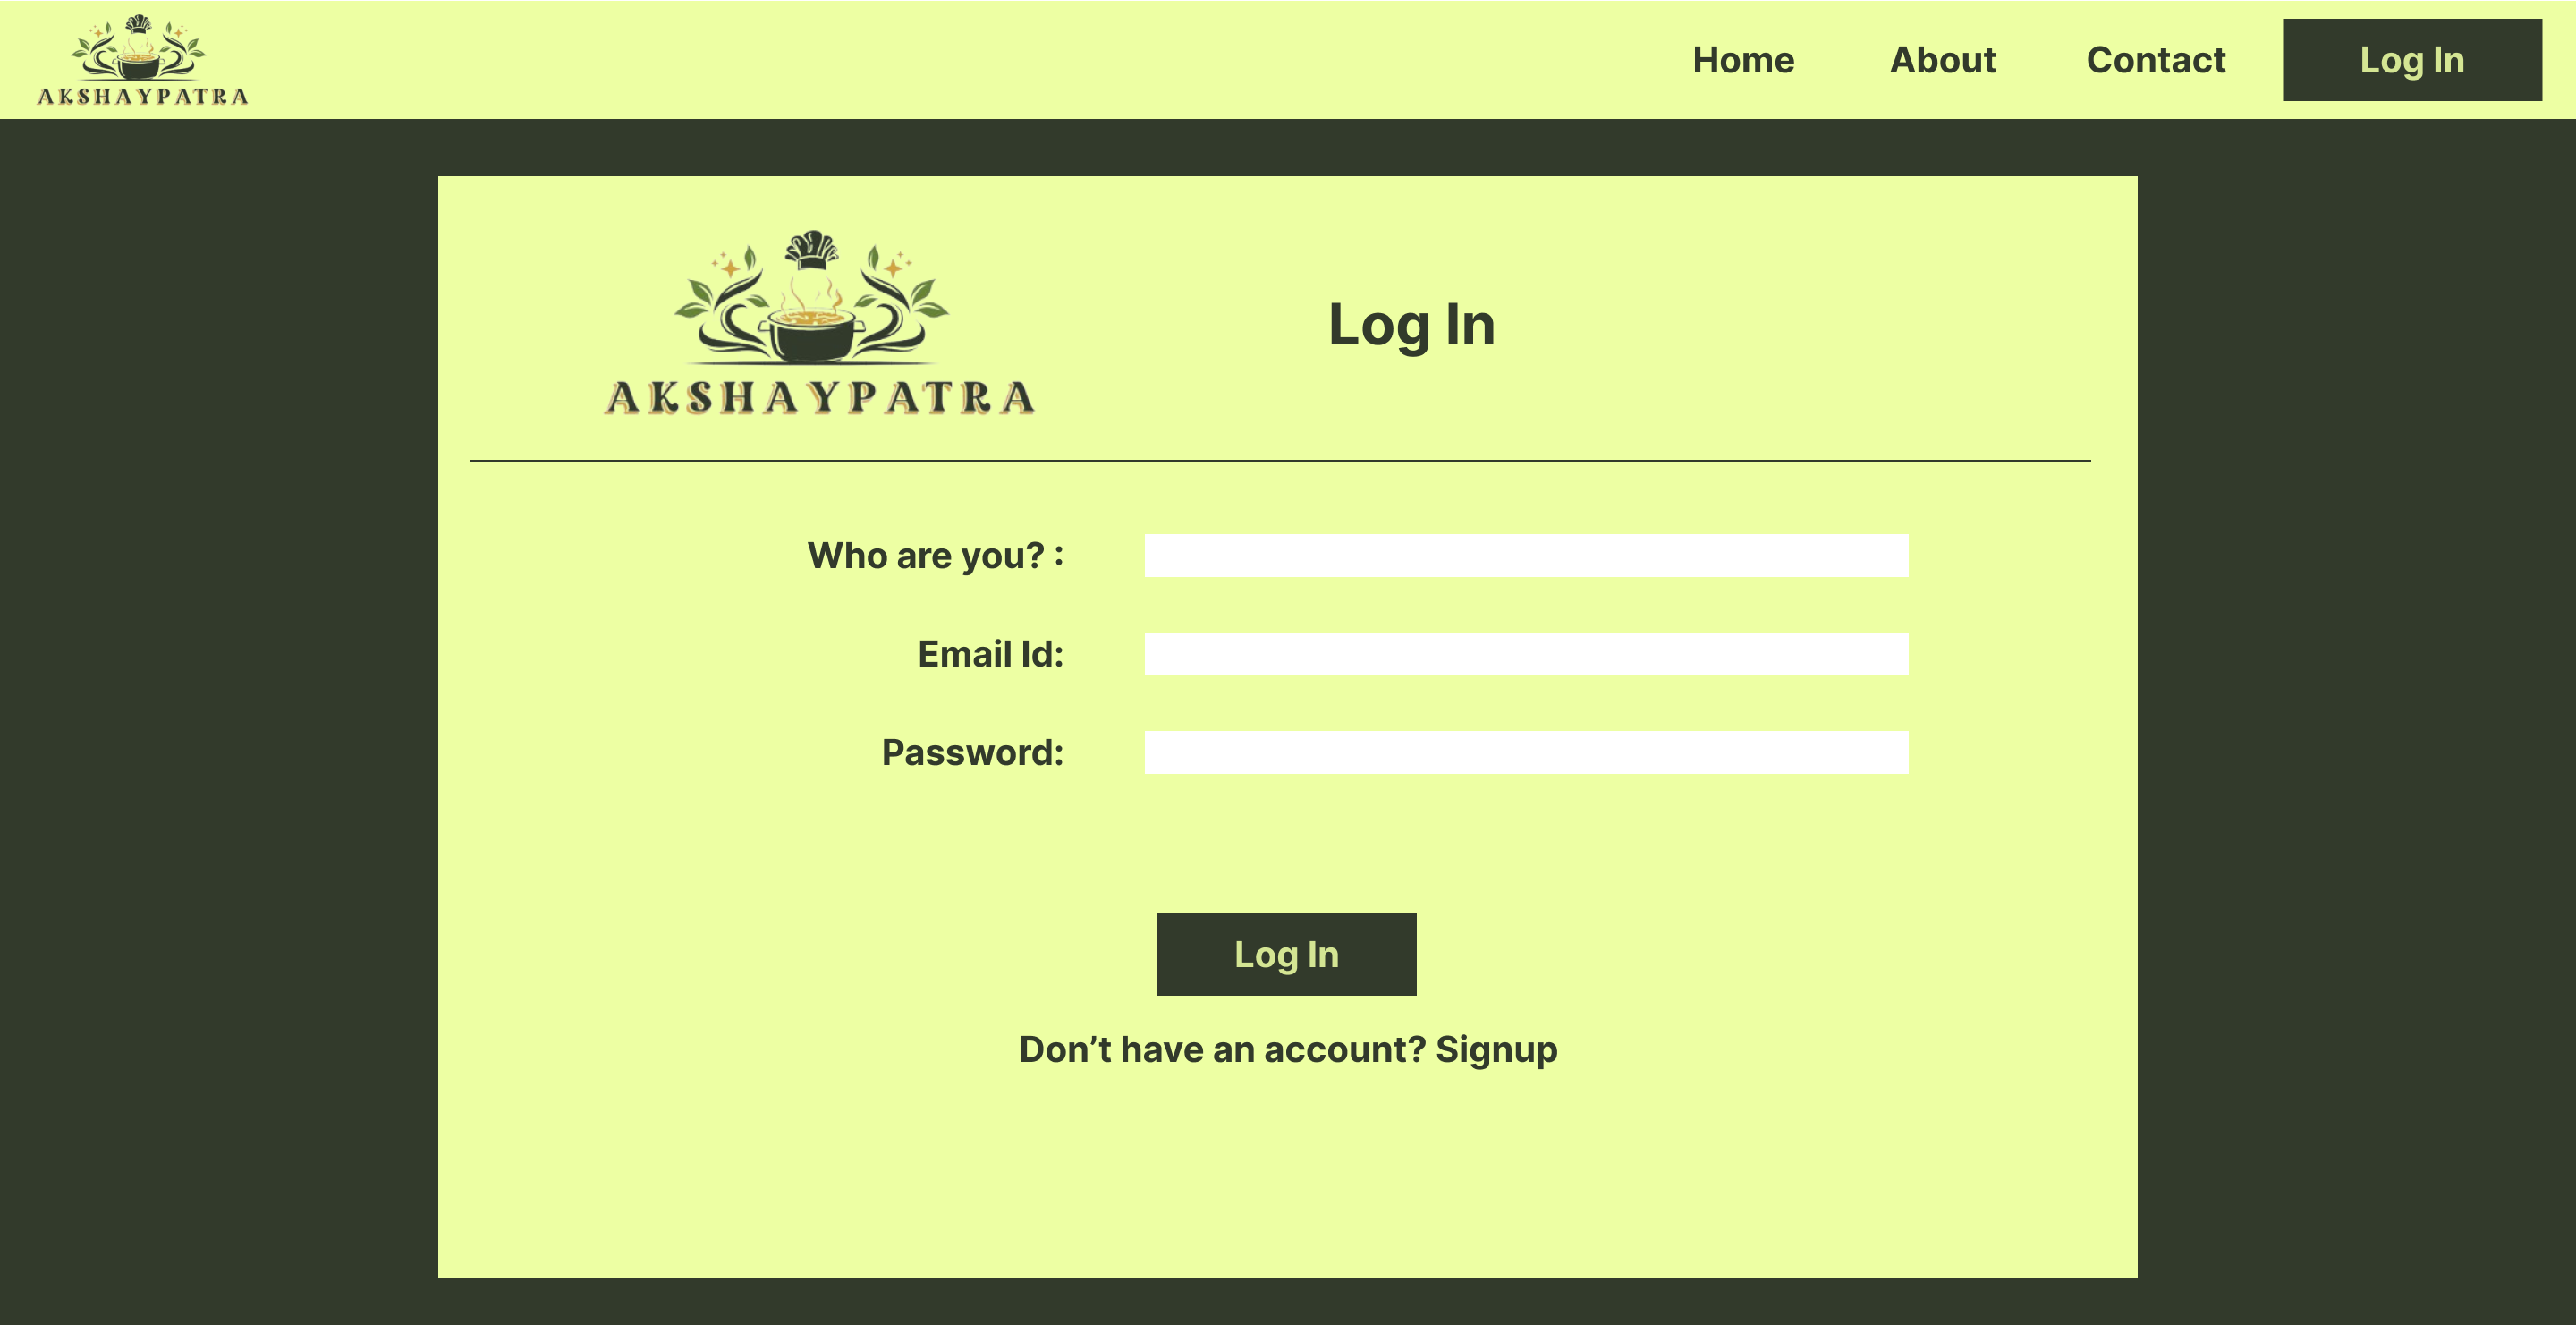 AKSHAYPATRA
Home About Contact Log In
AKSHAYPATRA
Log In
Who are you? :
Email Id:
Password:
Log In
Don’t have an account? Signup